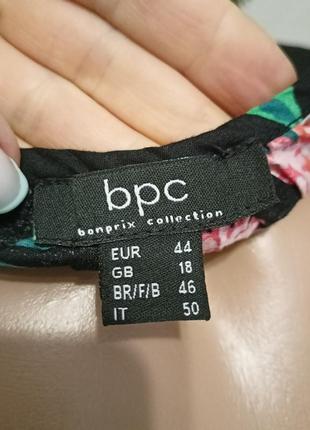 bpc
bonprix collection
EUR 44
GB 18
BR/F/B 46
IT 50